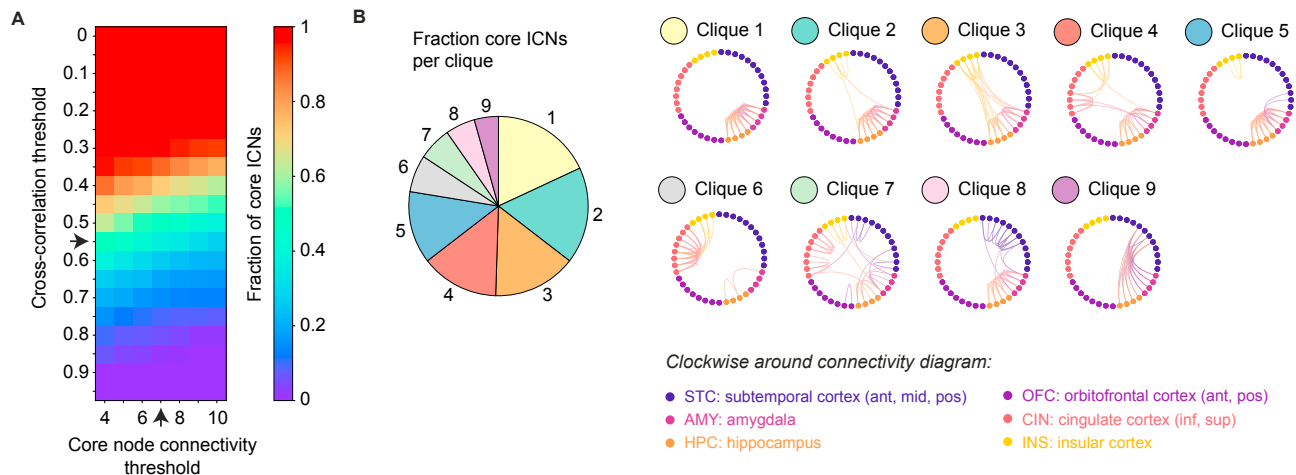 A
0
0.1
0.2
0.3
0.4
0.5
0.6
0.7
0.8
0.9
Cross-correlation threshold
4 6 8 10
Core node connectivity
threshold
1
0.8
0.6
0.4
0.2
0
Fraction of core ICNs
B
Fraction core ICNs
per clique
1
2
3
4
5
6
7
8
9
Clique 1
Clique 2
Clique 3
Clique 4
Clique 5
Clique 6
Clique 7
Clique 8
Clique 9
Clockwise around connectivity diagram:
STC: subtemporal cortex (ant, mid, pos)
AMY: amygdala
HPC: hippocampus
OFC: orbitofrontal cortex (ant, pos)
CIN: cingulate cortex (inf, sup)
INS: insular cortex